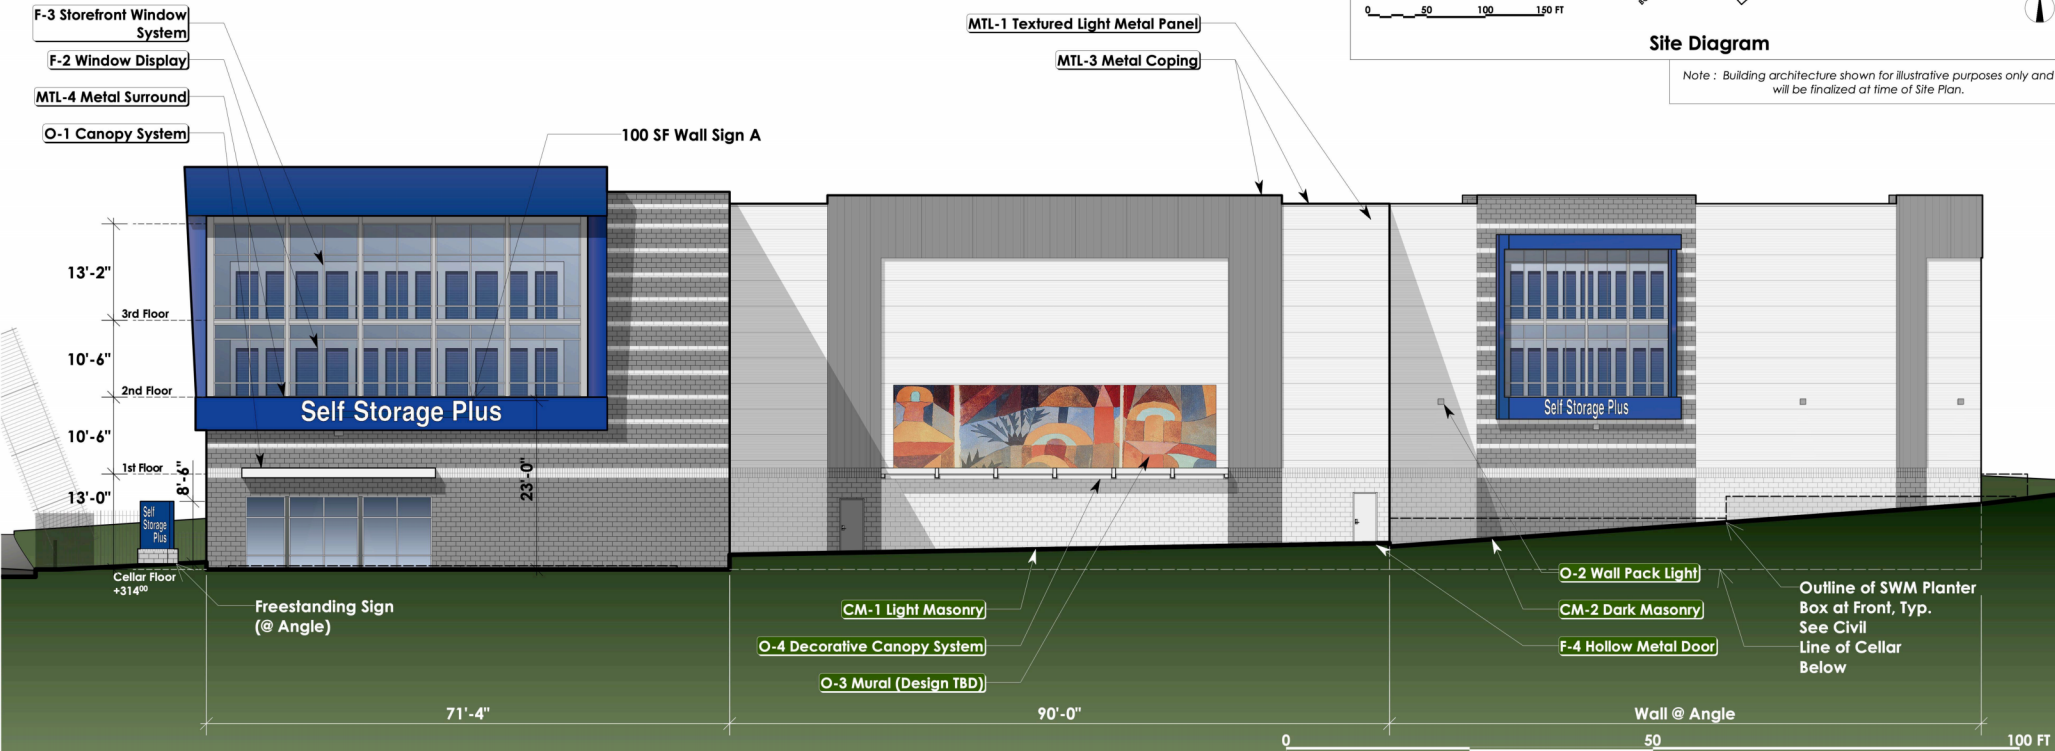 F-3 Storefront Window
System
F-2 Window Display
MTL-4 Metal Surround
O-1 Canopy System
100 SF Wall Sign A
MTL-1 Textured Light Metal Panel
MTL-3 Metal Coping
0 50 100 150 FT
Site Diagram
Note : Building architecture shown for illustrative purposes only and
will be finalized at time of Site Plan.
13'-2"
3rd Floor
10'-6"
2nd Floor
10'-6"
1st Floor
13'-0"
8'-6"
23'-0"
Self Storage Plus
Self Storage Plus
Self
Storage
Plus
Cellar Floor
+314⁰⁰
Freestanding Sign
(@ Angle)
CM-1 Light Masonry
O-4 Decorative Canopy System
O-3 Mural (Design TBD)
O-2 Wall Pack Light
CM-2 Dark Masonry
F-4 Hollow Metal Door
Outline of SWM Planter
Box at Front, Typ.
See Civil
Line of Cellar
Below
71'-4"
90'-0"
Wall @ Angle
0 50 100 FT